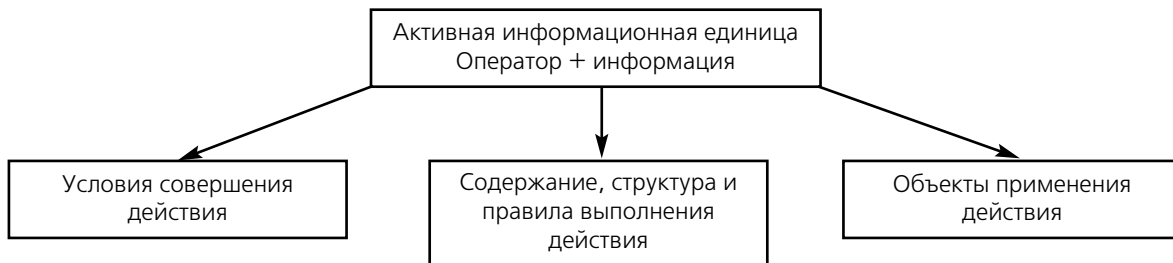 Активная информационная единица
Оператор + информация
Условия совершения
действия
Содержание, структура и
правила выполнения
действия
Объекты применения
действия